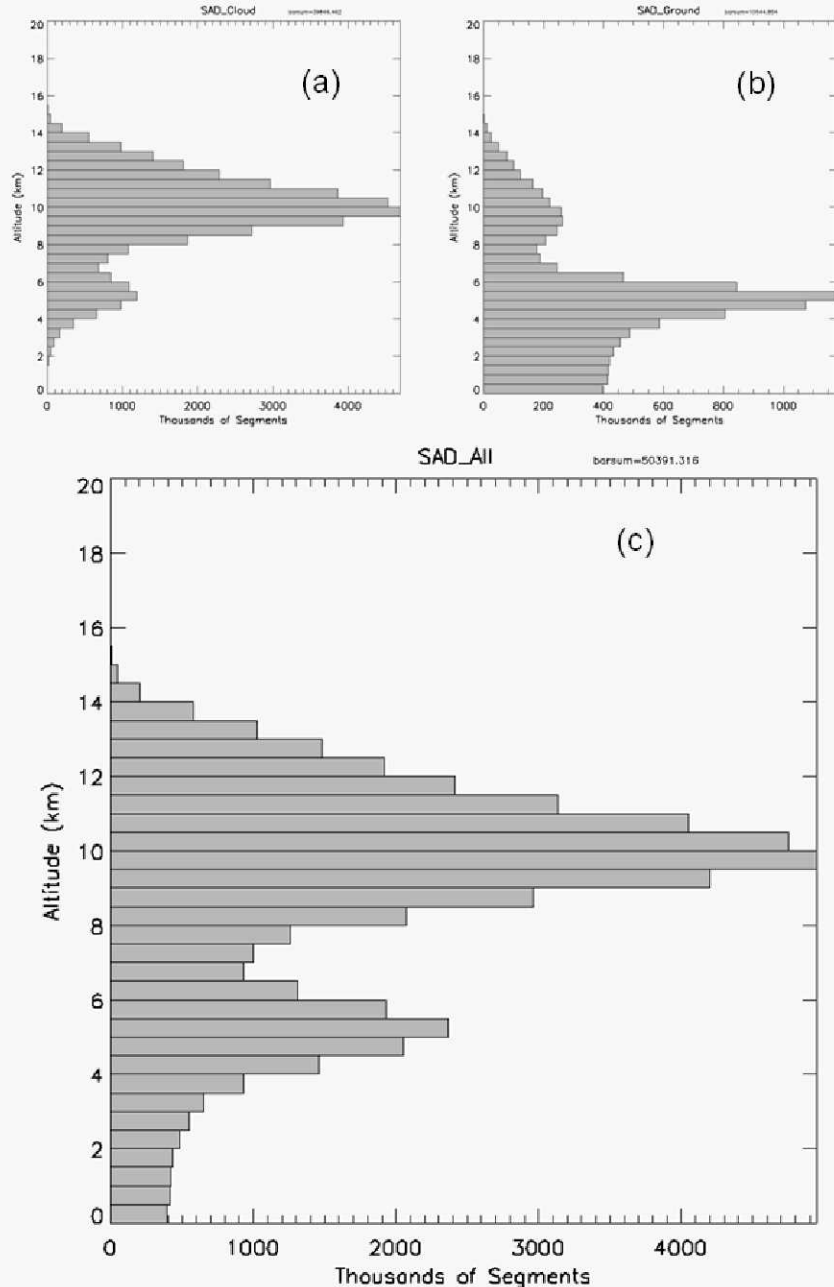 SAD_Cloud
20
18
16
14
12
10
8
6
4
2
0
Altitude (km)
(a)
0 1000 2000 3000 4000
Thousands of Segments
SAD_Ground
20
18
16
14
12
10
8
6
4
2
0
Altitude (km)
(b)
0 200 400 600 800 1000
Thousands of Segments
SAD_All barsum=50391.316
20
18
16
14
12
10
8
6
4
2
0
Altitude (km)
(c)
0 1000 2000 3000 4000
Thousands of Segments